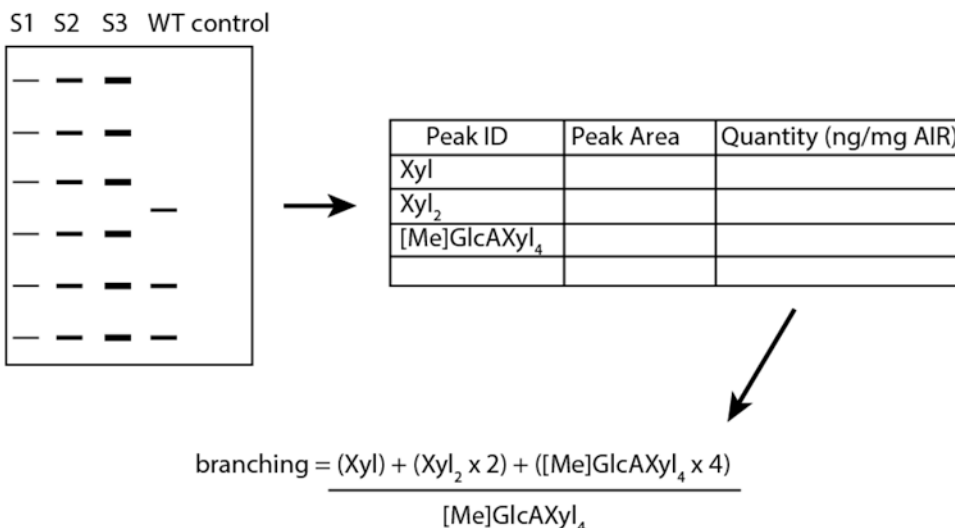 S1 S2 S3 WT control
Peak ID Peak Area Quantity (ng/mg AIR)
Xyl
Xyl₂
[Me]GlcAXyl₄
branching = (Xyl) + (Xyl₂ x 2) + ([Me]GlcAXyl₄ x 4)
[Me]GlcAXyl₄